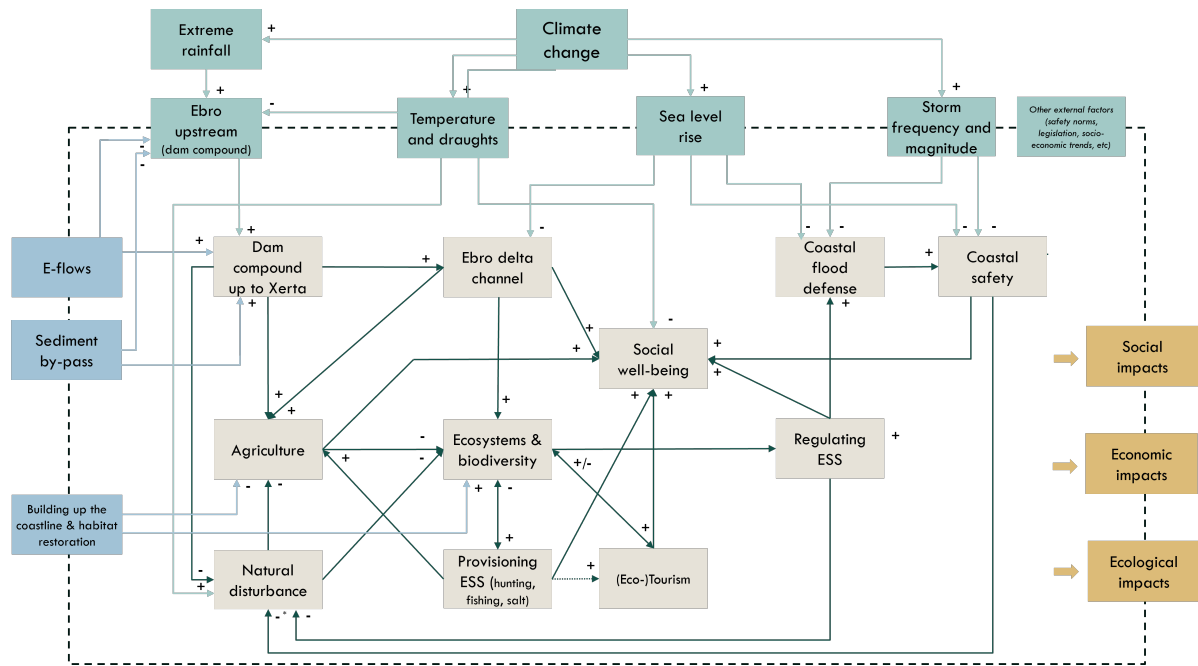 Extreme
rainfall
+
Climate
change
+
-
+
+
+
Ebro
upstream
(dam compound)
Temperature
and draughts
Sea level
rise
Storm
frequency and
magnitude
Other external factors
(safety norms,
legislation, socio-
economic trends, etc)
-
-
E-flows
+
+
Dam
compound
up to Xerta
+
+
Ebro delta
channel
-
-
-
Coastal
flood
defense
+
+
-
-
Coastal
safety
Sediment
by-pass
+
+
Social
well-being
-
+
+
+
+
Social
impacts
+
+
Agriculture
+
-
-
+
Ecosystems &
biodiversity
+/-
Regulating
ESS
+
Economic
impacts
Building up the
coastline & habitat
restoration
-
-
+
-
+
+
Natural
disturbance
-
+
- *
-
Provisioning
ESS (hunting,
fishing, salt)
+
(Eco-)Tourism
Ecological
impacts